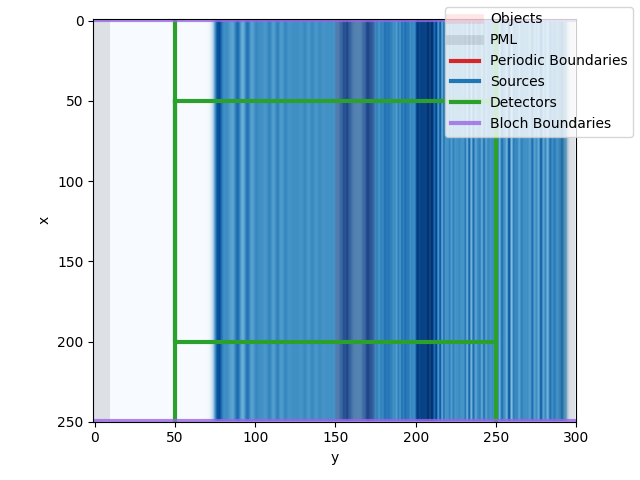 Objects
PML
Periodic Boundaries
Sources
Detectors
Bloch Boundaries
0
50
100
150
200
250
x
0
50
100
150
200
250
300
y